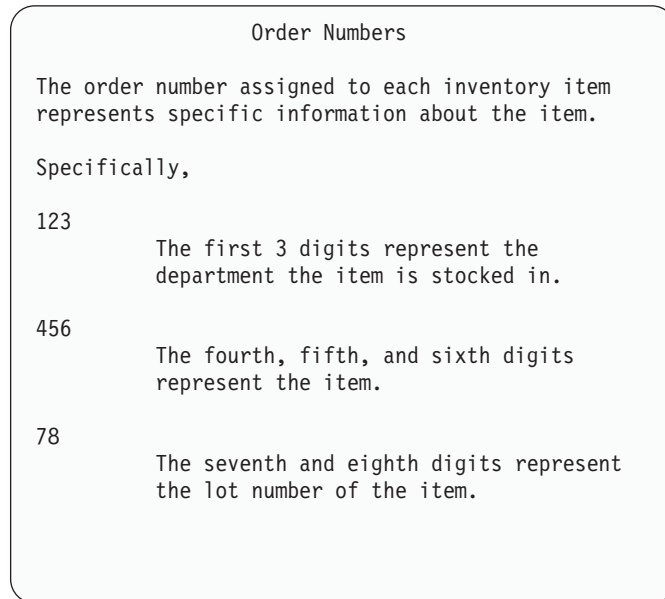 Order Numbers
The order number assigned to each inventory item
represents specific information about the item.
Specifically,
123
The first 3 digits represent the
department the item is stocked in.
456
The fourth, fifth, and sixth digits
represent the item.
78
The seventh and eighth digits represent
the lot number of the item.